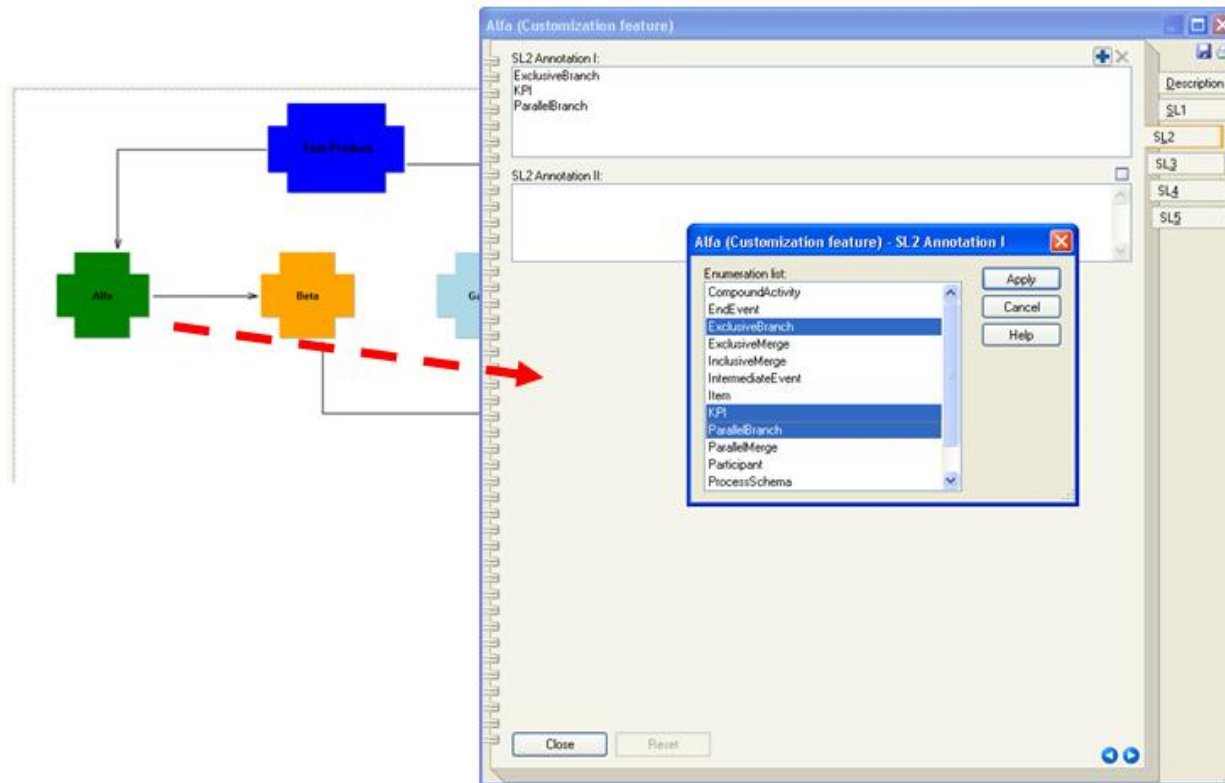 Alfa (Customization feature)
SL2 Annotation I:
ExclusiveBranch
KPI
ParallelBranch
Description
SL1
SL2
SL3
SL4
SL5
SL2 Annotation II:
Test Product
Alfa
Beta
Ga
Alfa (Customization feature) - SL2 Annotation I
Enumeration list:
CompoundActivity
EndEvent
ExclusiveBranch
ExclusiveMerge
InclusiveMerge
IntermediateEvent
Item
KPI
ParallelBranch
ParallelMerge
Participant
ProcessSchema
Apply
Cancel
Help
Close
Reset